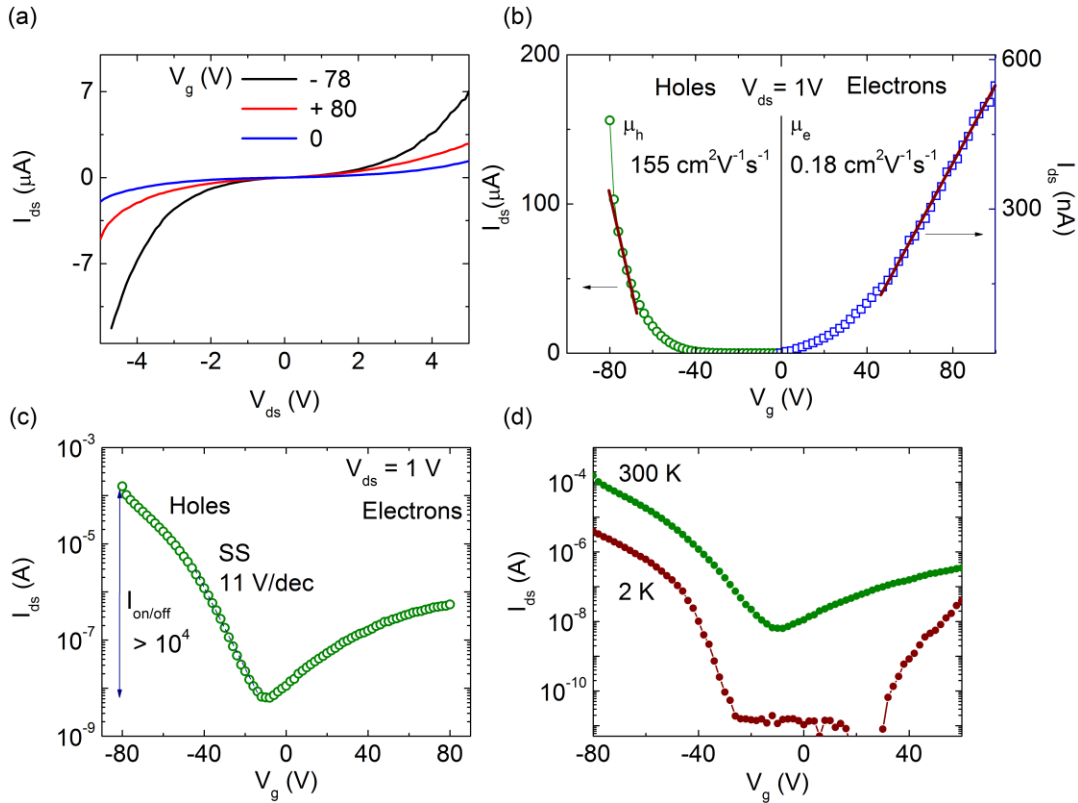 (a)
V_g (V)
- 78
+ 80
0
7
0
-7
I_ds (μA)
-4 -2 0 2 4
V_ds (V)
(b)
200
100
0
I_ds(μA)
Holes V_ds = 1V Electrons
μ_h
155 cm²V⁻¹s⁻¹
μ_e
0.18 cm²V⁻¹s⁻¹
600
300
I_ds (nA)
-80 -40 0 40 80
V_g (V)
(c)
10⁻³
10⁻⁵
10⁻⁷
10⁻⁹
I_ds (A)
V_ds = 1 V
Holes
Electrons
SS
11 V/dec
I_on/off
> 10⁴
-80 -40 0 40 80
V_g (V)
(d)
10⁻⁴
10⁻⁶
10⁻⁸
10⁻¹⁰
I_ds (A)
300 K
2 K
-80 -40 0 40
V_g (V)